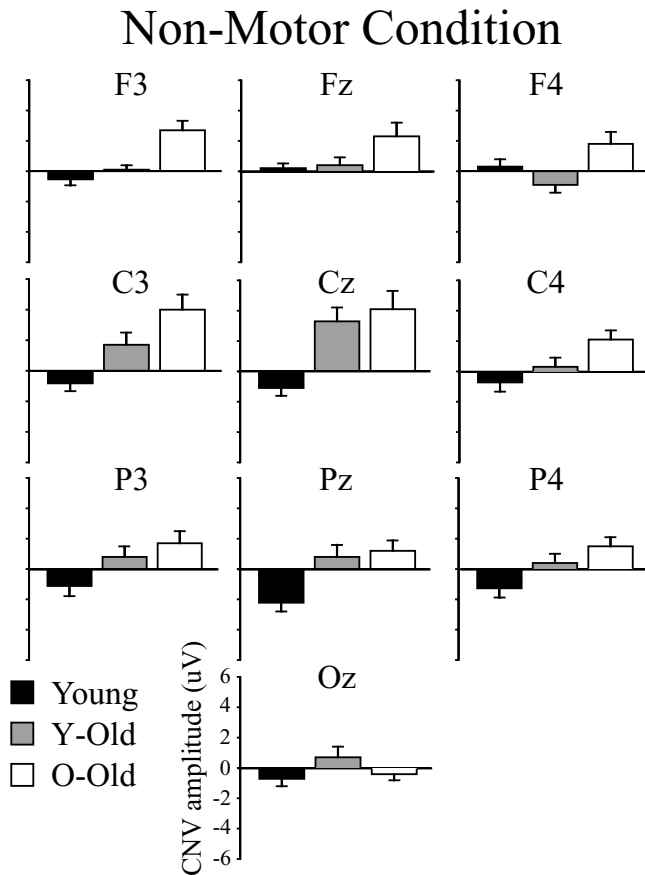 Non-Motor Condition
F3 Fz F4
C3 Cz C4
P3 Pz P4
Oz
CNV amplitude (uV)
6
4
2
0
-2
-4
-6
Young
Y-Old
O-Old